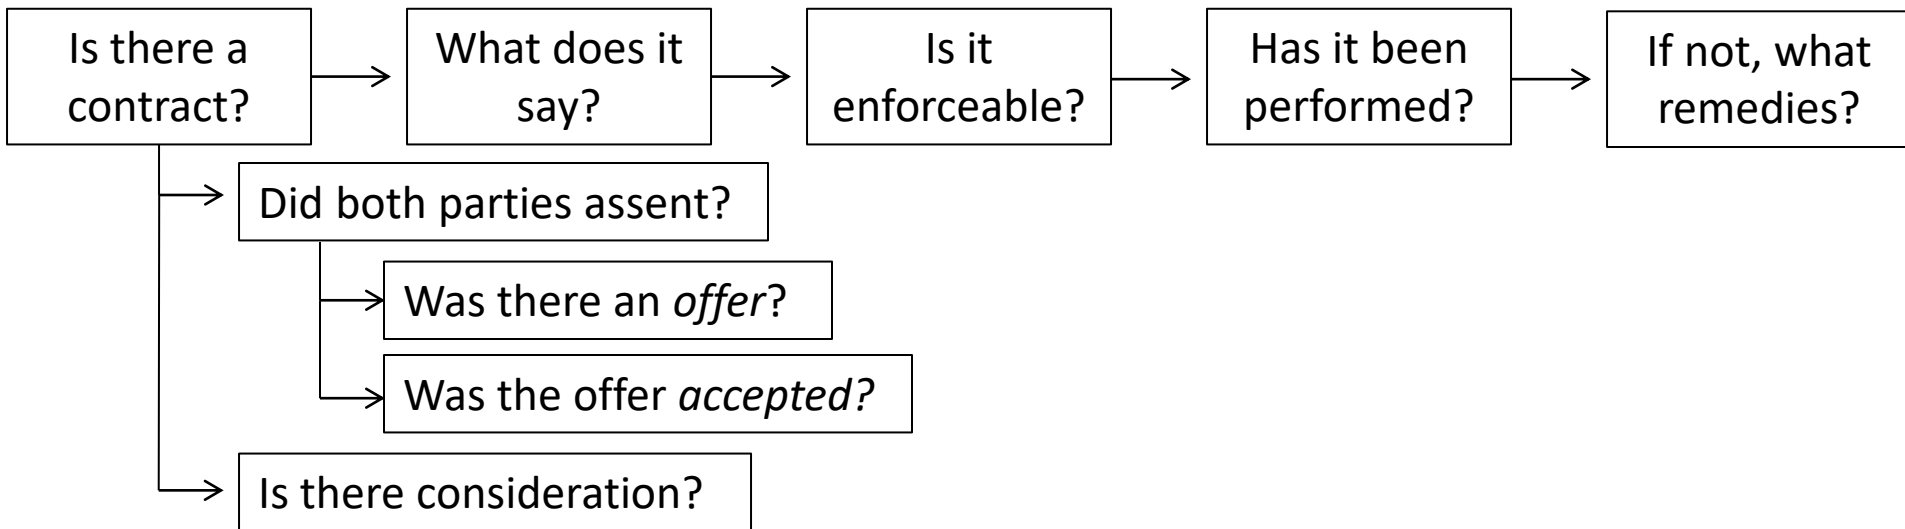 Is there a
contract?
What does it
say?
Is it
enforceable?
Has it been
performed?
If not, what
remedies?
Did both parties assent?
Was there an offer?
Was the offer accepted?
Is there consideration?